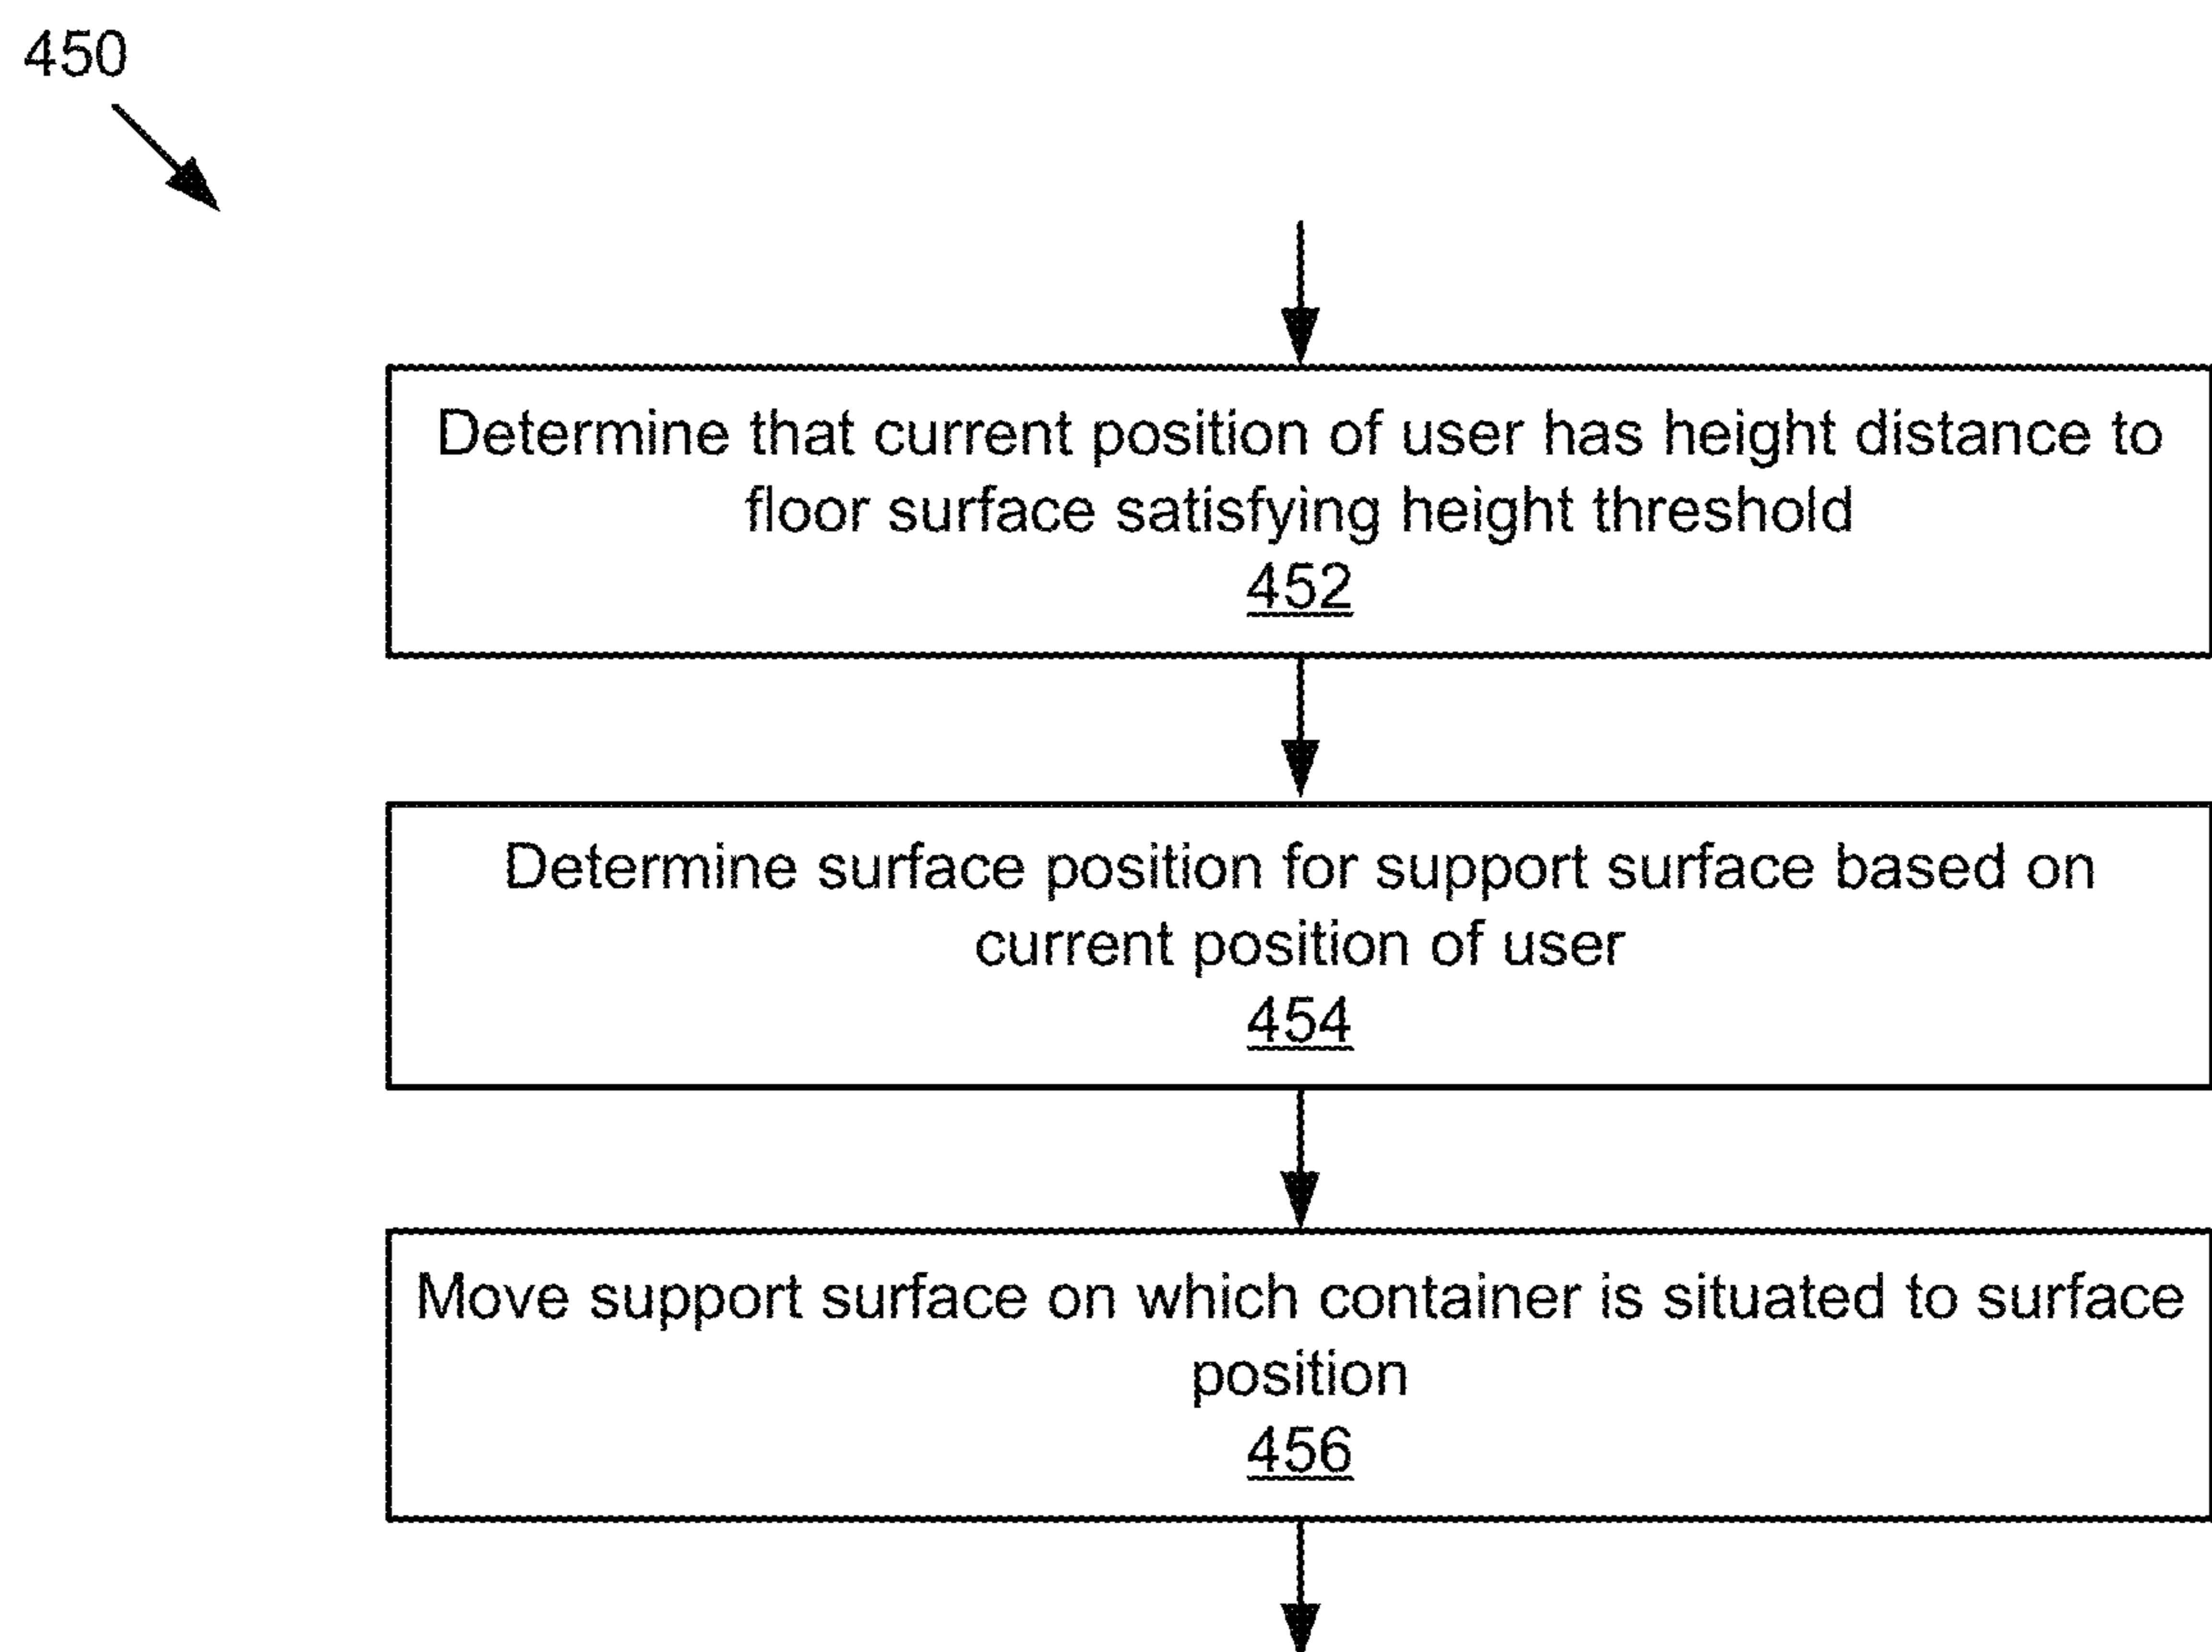 450
Determine that current position of user has height distance to
floor surface satisfying height threshold
452
Determine surface position for support surface based on
current position of user
454
Move support surface on which container is situated to surface
position
456